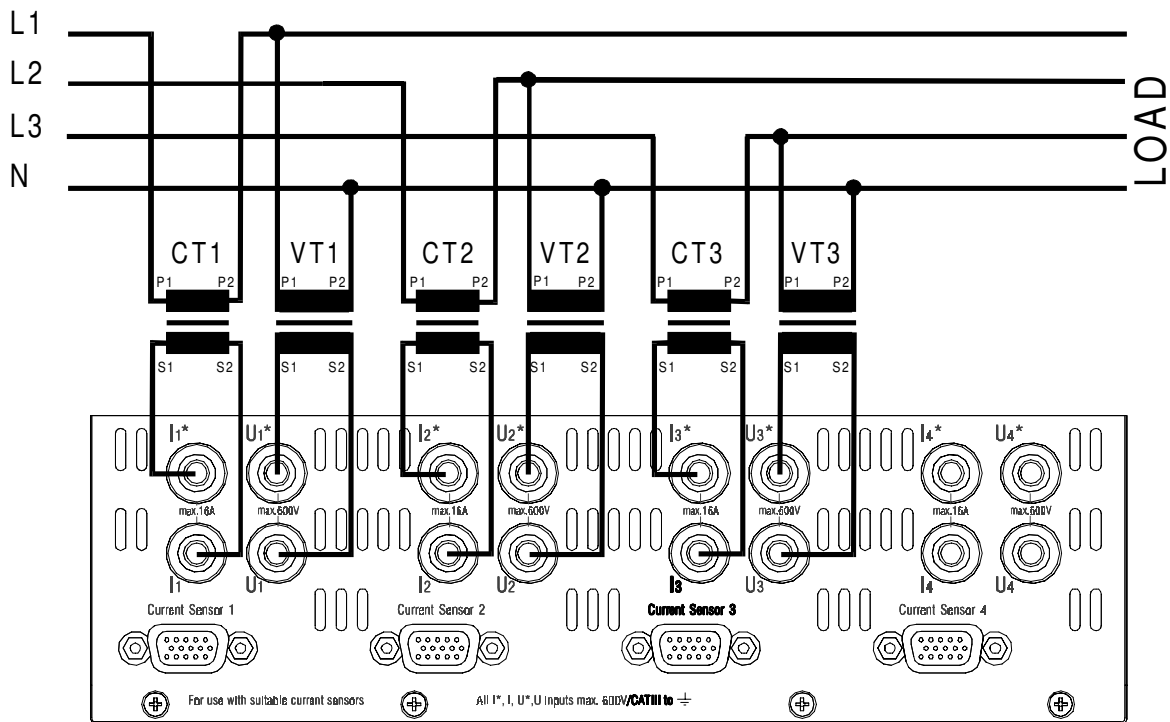 L1
L2
L3
N
LOAD
CT1 VT1 CT2 VT2 CT3 VT3
P1 P2 P1 P2 P1 P2 P1 P2 P1 P2 P1 P2
S1 S2 S1 S2 S1 S2 S1 S2 S1 S2 S1 S2
I1* U1* I2* U2* I3* U3* I4* U4*
max.16A max.600V max.16A max.600V max.16A max.600V max.16A max.600V
I1 U1 I2 U2 I3 U3 I4 U4
Current Sensor 1 Current Sensor 2 Current Sensor 3 Current Sensor 4
For use with suitable current sensors All I*, I, U*,U Inputs max. 600V/CATIII to ⏚